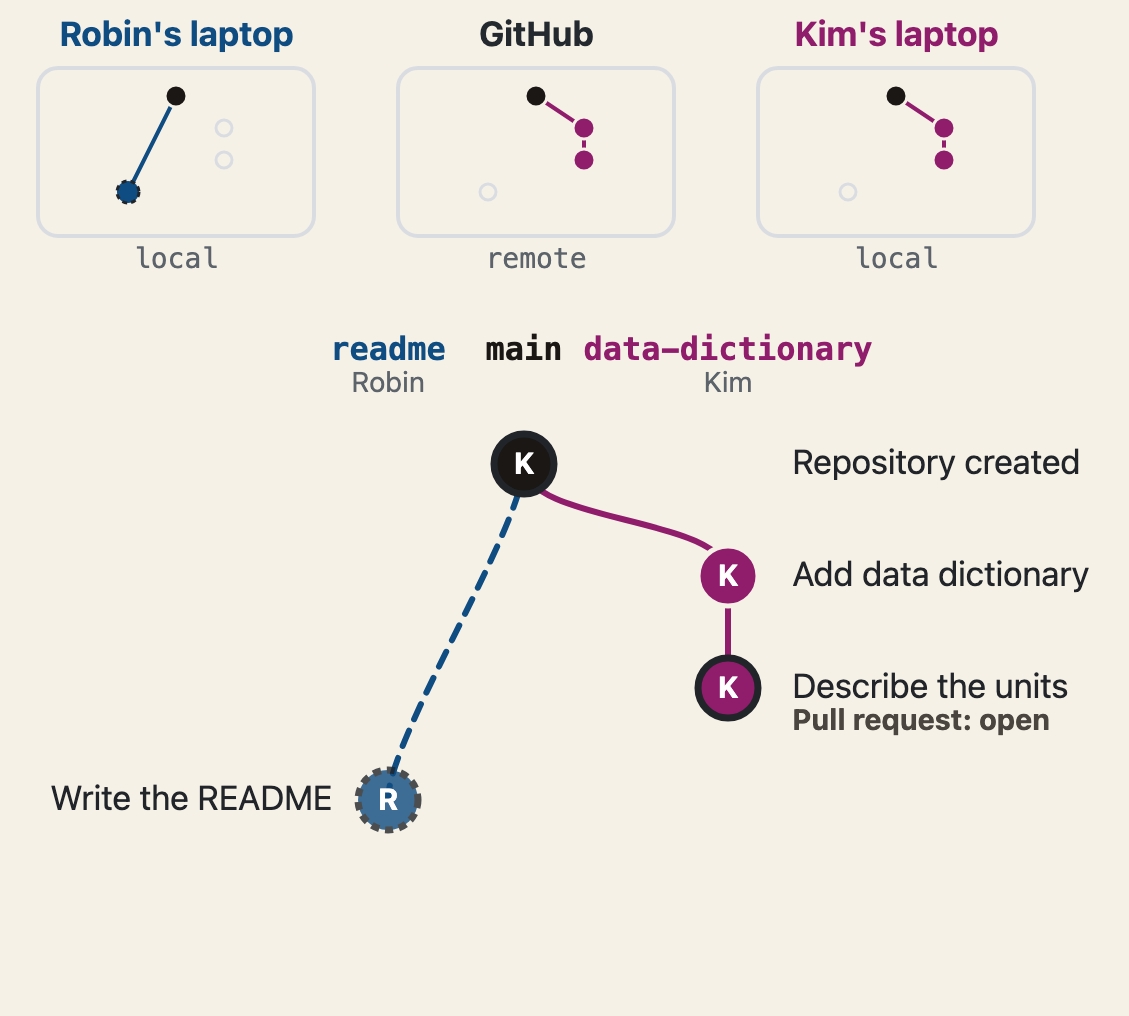 Robin's laptop
GitHub
Kim's laptop
local
remote
local
readme
main
data-dictionary
Robin
Kim
K
Repository created
K
Add data dictionary
K
Describe the units
Pull request: open
Write the README
R